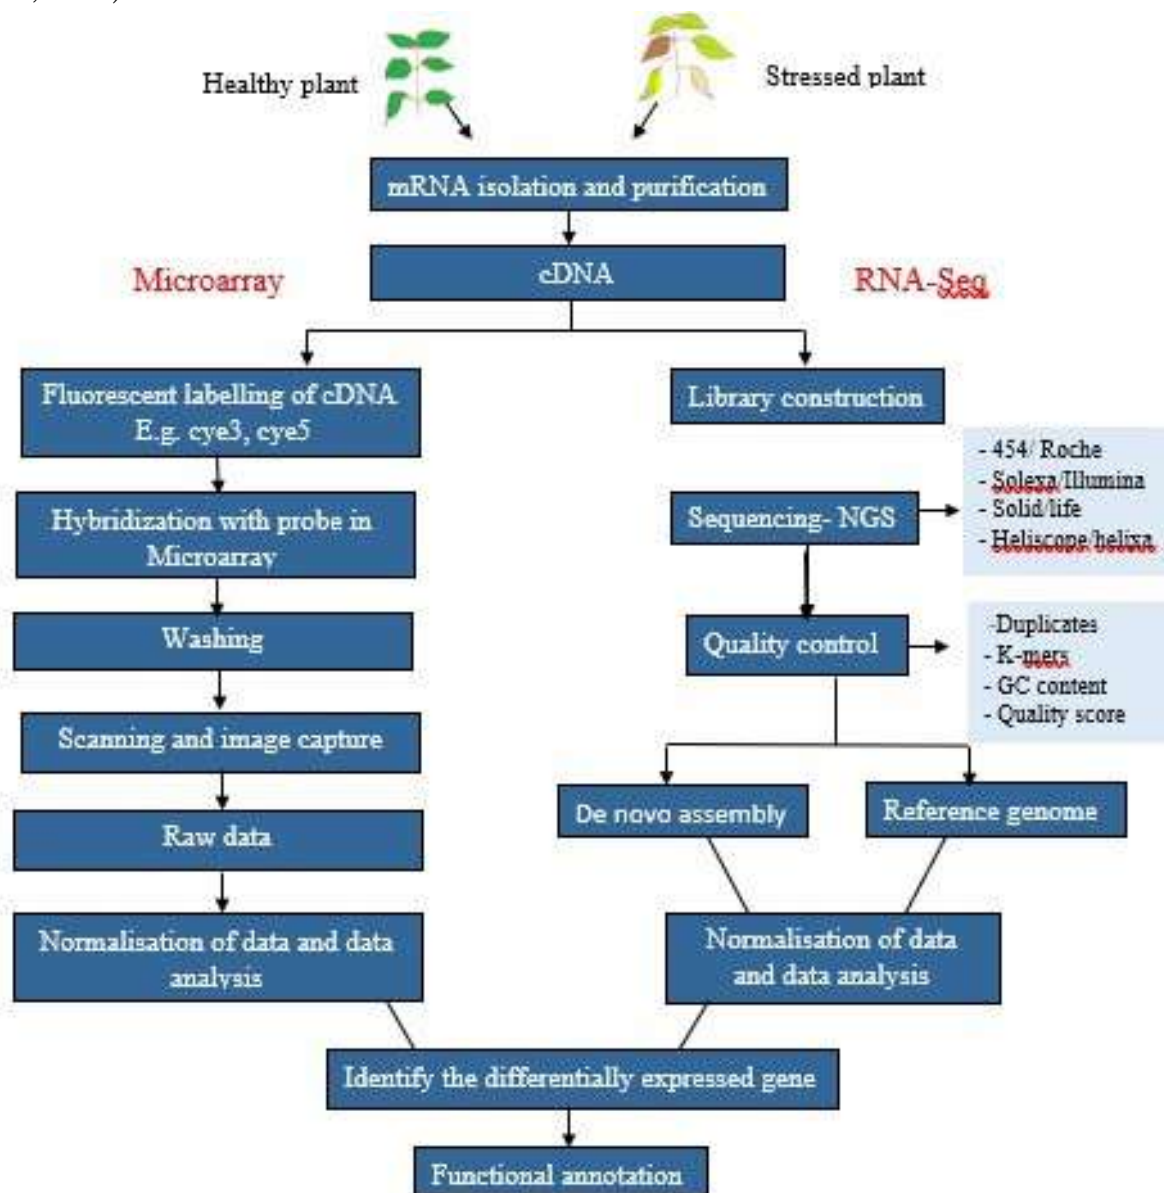 Healthy plant
Stressed plant
mRNA isolation and purification
Microarray
cDNA
RNA-Seq
Fluorescent labelling of cDNA
E.g. cye3, cye5
Hybridization with probe in
Microarray
Washing
Scanning and image capture
Raw data
Normalisation of data and data
analysis
Library construction
Sequencing- NGS
- 454/ Roche
- Solexa/Illumina
- Solid/life
- Heliscope/helixa
Quality control
-Duplicates
- K-mers
- GC content
- Quality score
De novo assembly
Reference genome
Normalisation of data
and data analysis
Identify the differentially expressed gene
Functional annotation